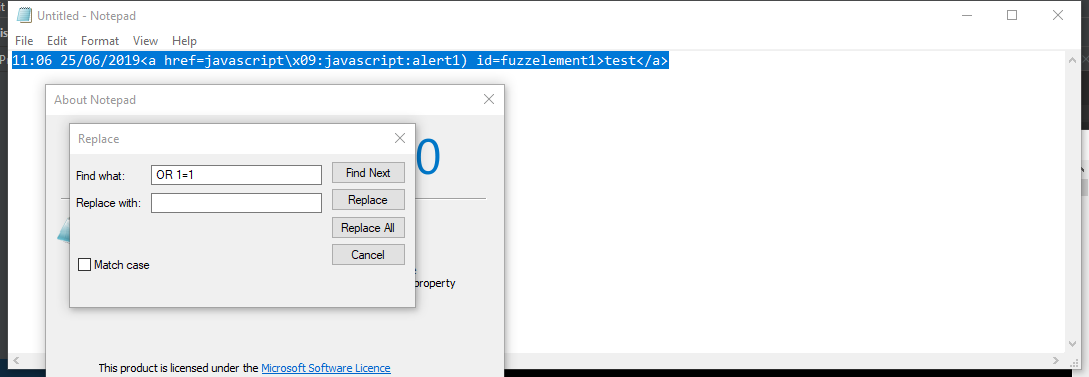 Untitled - Notepad
File Edit Format View Help
11:06 25/06/2019<a href=javascript\x09:javascript:alert1) id=fuzzelement1>test</a>
About Notepad
Replace
0
Find what: OR 1=1 Find Next
Replace with: Replace
Replace All
Cancel
Match case
property
This product is licensed under the Microsoft Software Licence